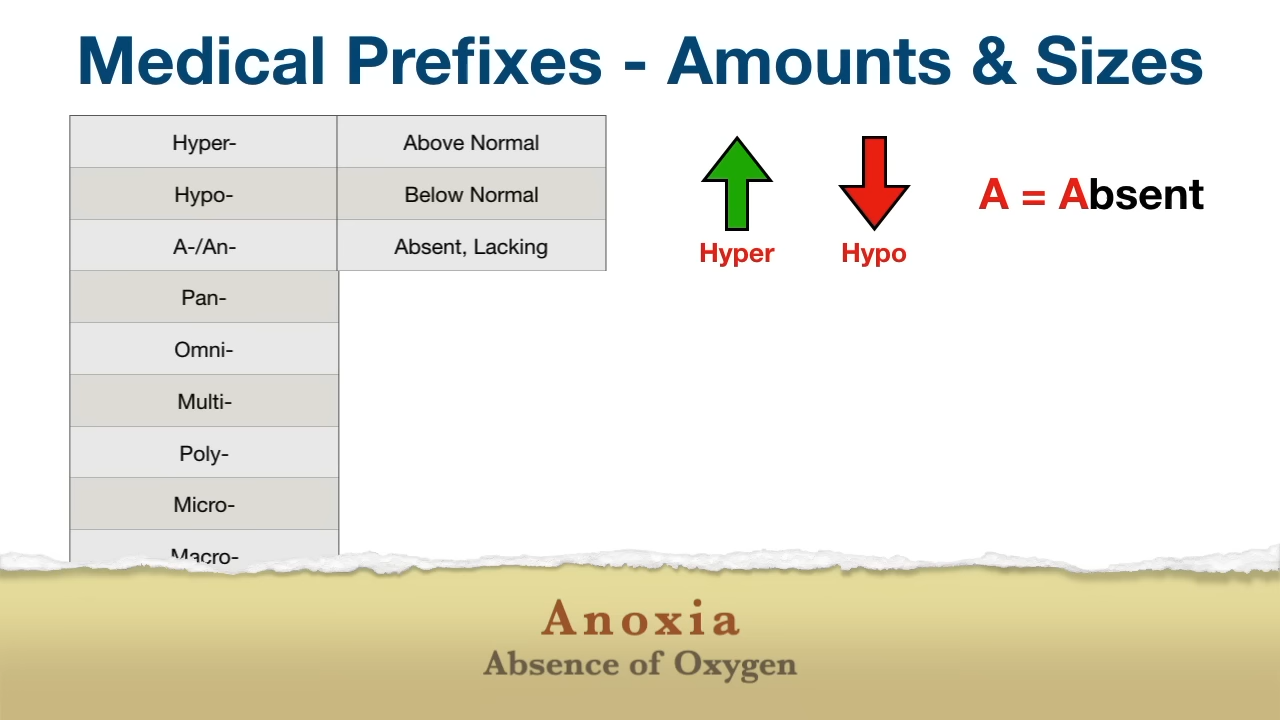 Medical Prefixes - Amounts & Sizes
Hyper- Above Normal
Hypo- Below Normal
A-/An- Absent, Lacking
Pan-
Omni-
Multi-
Poly-
Micro-
Macro-
Hyper
Hypo
A = Absent
Anoxia
Absence of Oxygen